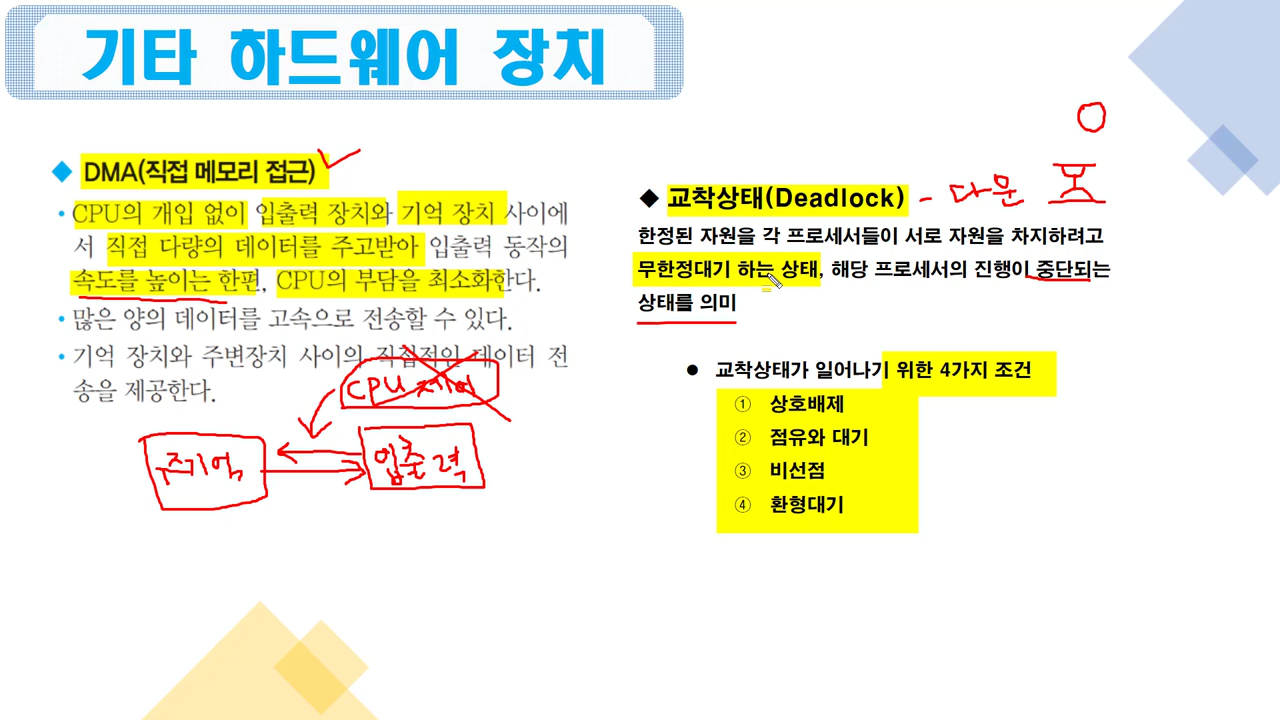 기타 하드웨어 장치
◆ DMA(직접 메모리 접근)
• CPU의 개입 없이 입출력 장치와 기억 장치 사이에
서 직접 다량의 데이터를 주고받아 입출력 동작의
속도를 높이는 한편, CPU의 부담을 최소화한다.
• 많은 양의 데이터를 고속으로 전송할 수 있다.
• 기억 장치와 주변장치 사이의 직접적인 데이터 전
송을 제공한다.
CPU 제어
주기억
입출력
◆ 교착상태(Deadlock) - 다운
한정된 자원을 각 프로세서들이 서로 자원을 차지하려고
무한정대기 하는 상태, 해당 프로세서의 진행이 중단되는
상태를 의미
● 교착상태가 일어나기 위한 4가지 조건
① 상호배제
② 점유와 대기
③ 비선점
④ 환형대기